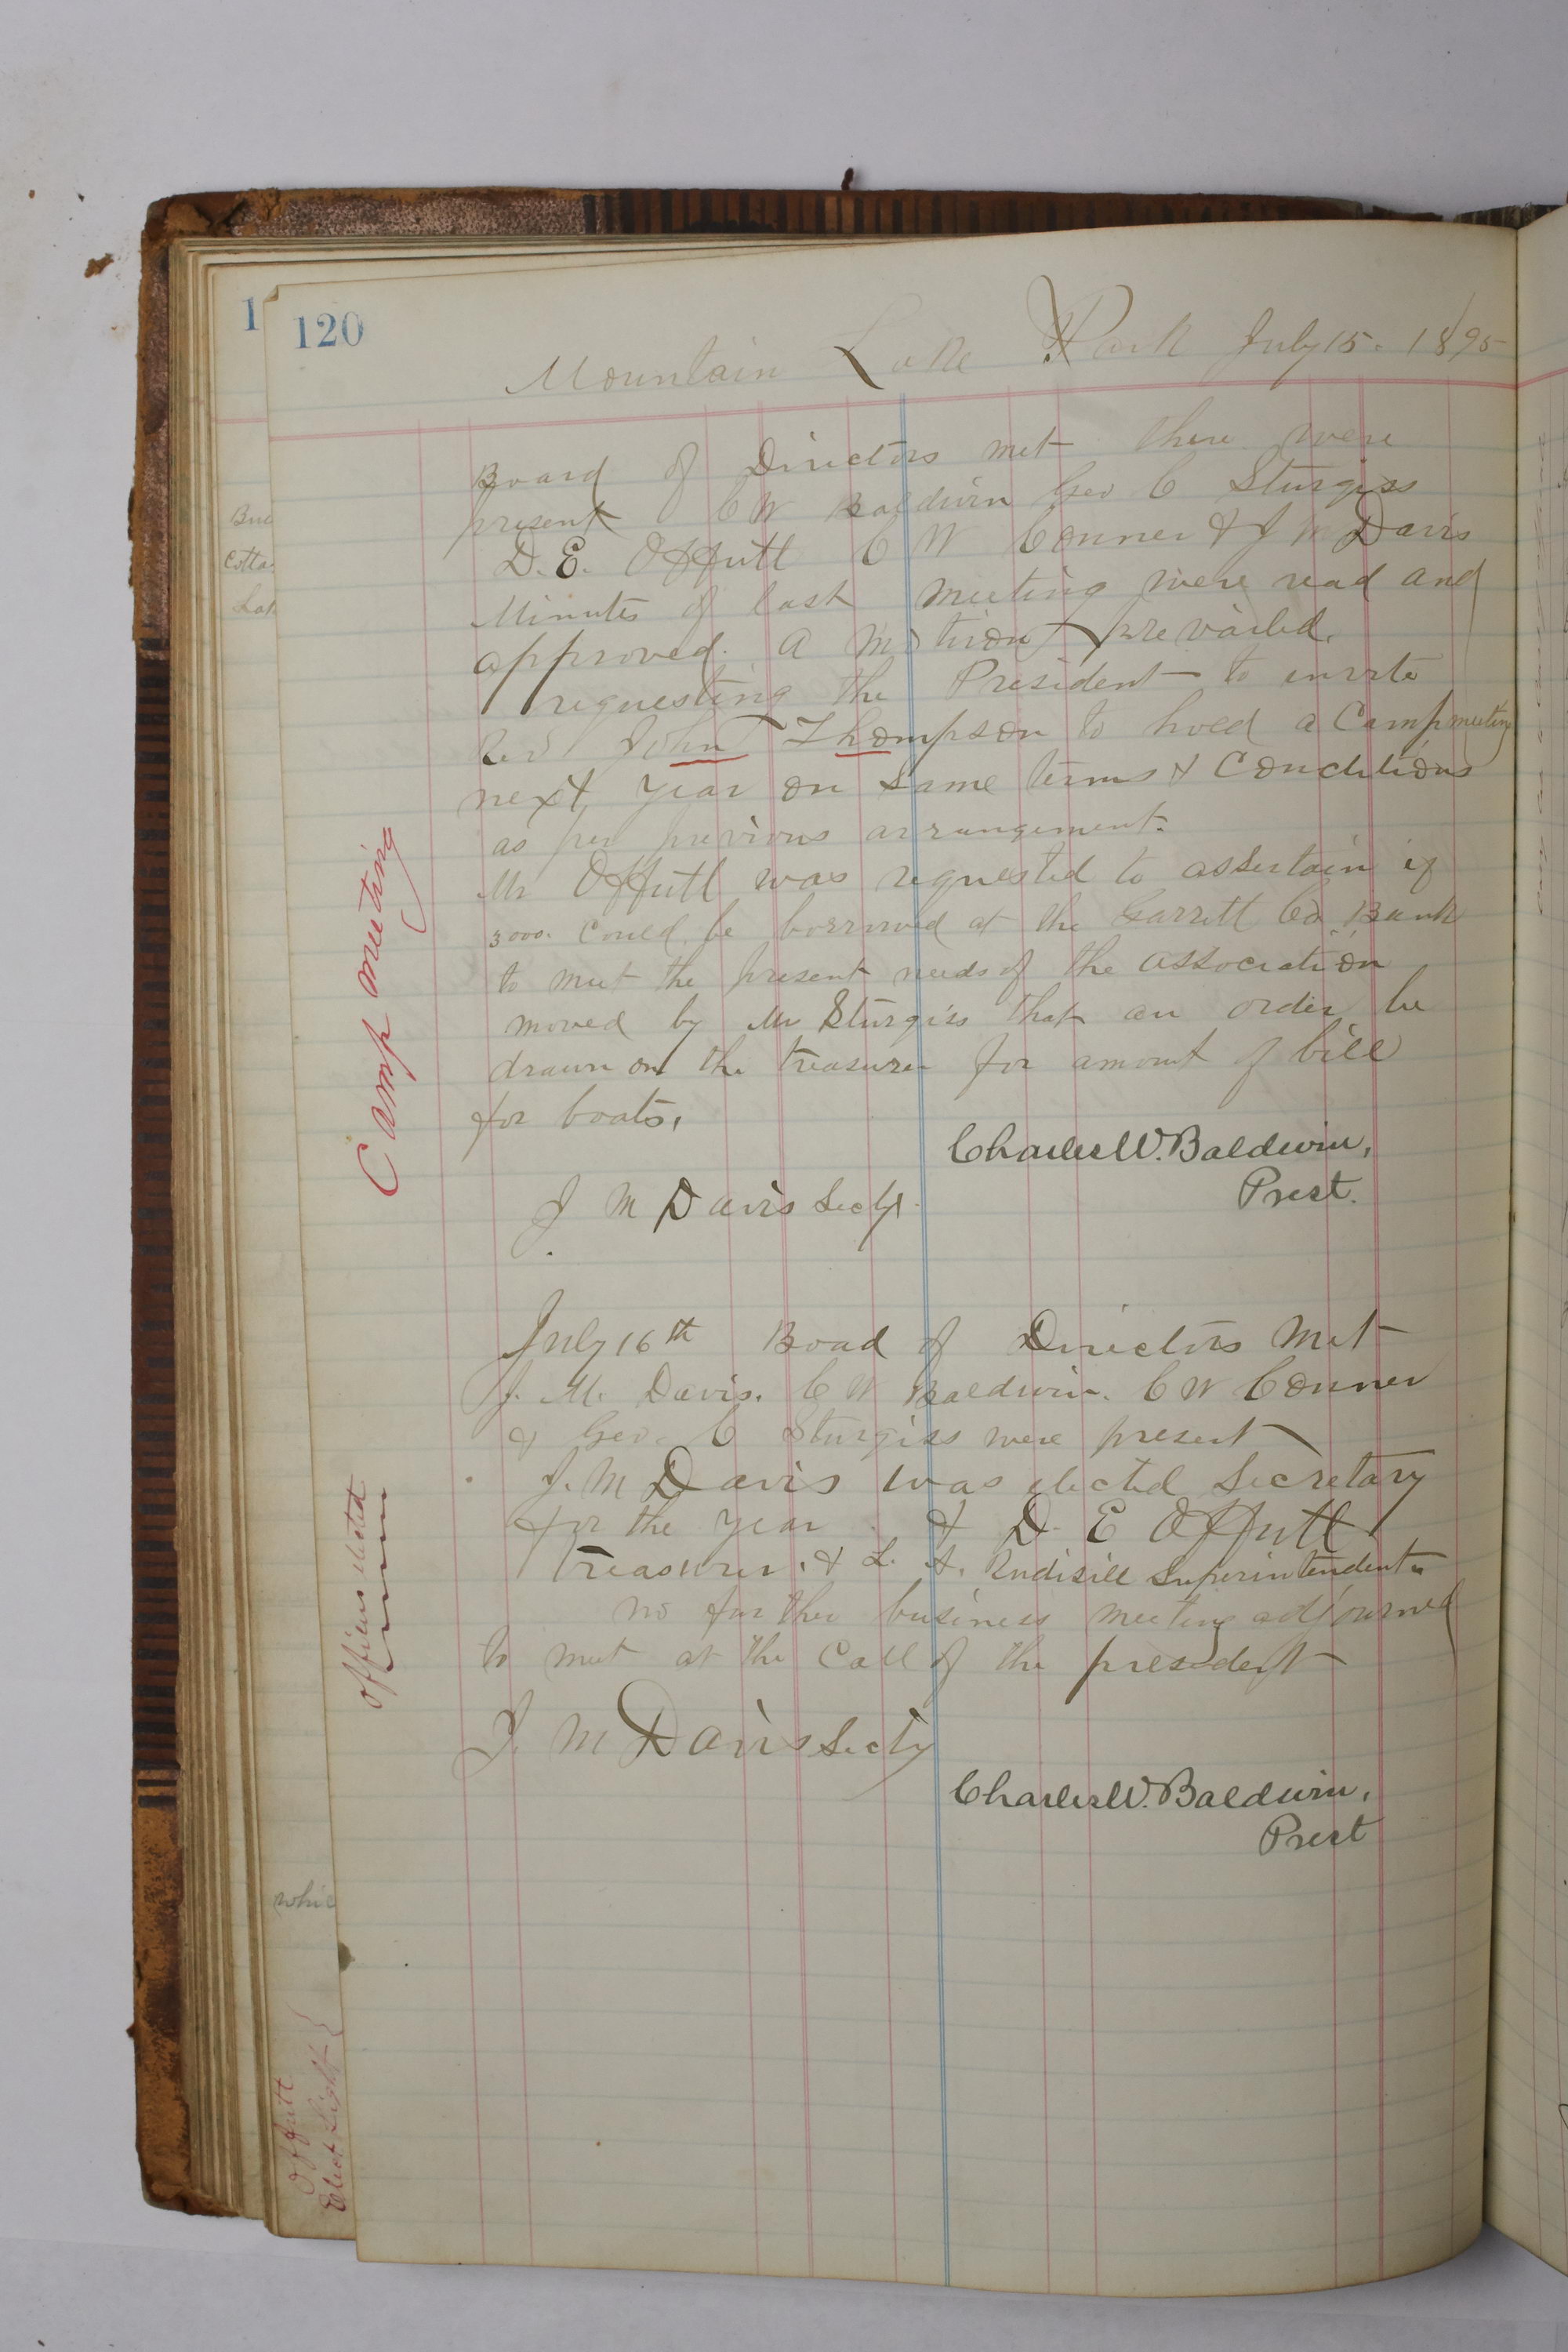 1
120
Mountain Lake Park July 15. 1895
Board of Directors met there were
present C W Baldwin Geo C Sturgiss
D. E. Offutt C W Conner & J M Davis
Minutes of last meeting were read and
approved. A motion prevailed.
requesting the President to invite
Rev John Thompson to hold a Camp meeting
next year on same terms & Conditions
as per previous arrangement.
Mr Offutt was requested to assertain if
3000. Could be borrowed at the Garrett Co Bank
to meet the present needs of the association
moved by Mr Sturgiss that an order be
drawn on the treasurer for amount of bill
for boats.
Charles W. Baldwin,
Prest.
J M Davis Secty.
Camp meeting
July 16th Boad of Directors Met
J. M. Davis. C W Baldwin. C W Conner
& Geo. C Sturgiss were present
J. M Davis was elected Secretary
for the year & D. E Offutt
Treasurer. & L. A. Rudisill Superintendent.
no further business meeting adjourned
to meet at the Call of the president
officers elected
J. M Davis Secty
Charles W. Baldwin,
Prest
Cotta
Lot
whic
Offutt
Elect Light